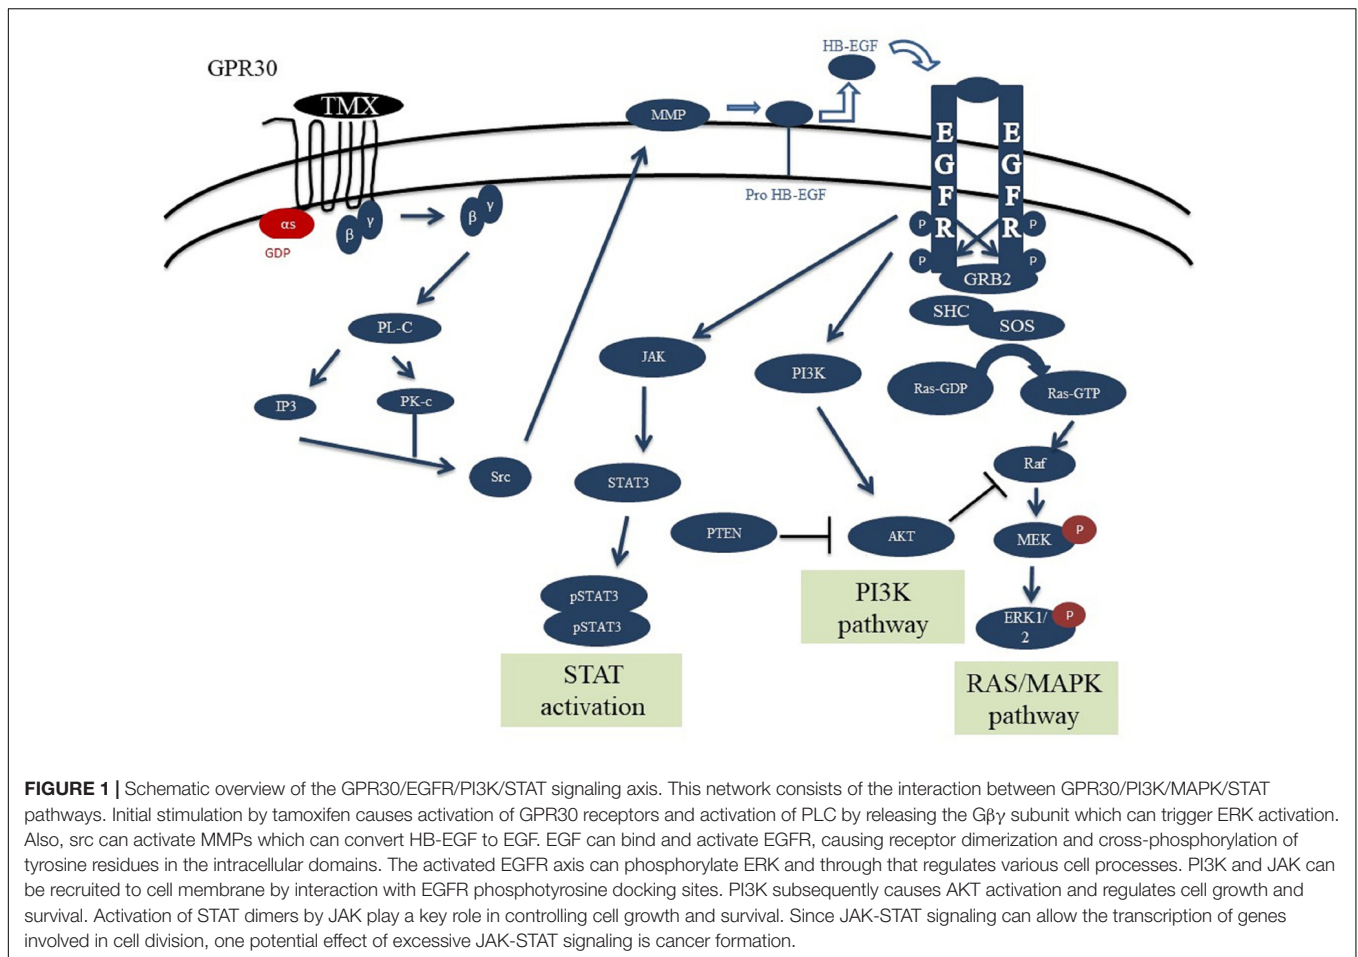 GPR30
TMX
αs
GDP
β
γ
β
γ
PL-C
IP3
PK-c
Src
MMP
Pro HB-EGF
HB-EGF
EGFR
EGFR
P
P
P
P
GRB2
SHC
SOS
Ras-GDP
Ras-GTP
JAK
PI3K
Raf
STAT3
PTEN
AKT
MEK
P
pSTAT3
pSTAT3
ERK1/
2
P
STAT
activation
PI3K
pathway
RAS/MAPK
pathway
FIGURE 1 | Schematic overview of the GPR30/EGFR/PI3K/STAT signaling axis. This network consists of the interaction between GPR30/PI3K/MAPK/STAT
pathways. Initial stimulation by tamoxifen causes activation of GPR30 receptors and activation of PLC by releasing the Gβγ subunit which can trigger ERK activation.
Also, src can activate MMPs which can convert HB-EGF to EGF. EGF can bind and activate EGFR, causing receptor dimerization and cross-phosphorylation of
tyrosine residues in the intracellular domains. The activated EGFR axis can phosphorylate ERK and through that regulates various cell processes. PI3K and JAK can
be recruited to cell membrane by interaction with EGFR phosphotyrosine docking sites. PI3K subsequently causes AKT activation and regulates cell growth and
survival. Activation of STAT dimers by JAK play a key role in controlling cell growth and survival. Since JAK-STAT signaling can allow the transcription of genes
involved in cell division, one potential effect of excessive JAK-STAT signaling is cancer formation.